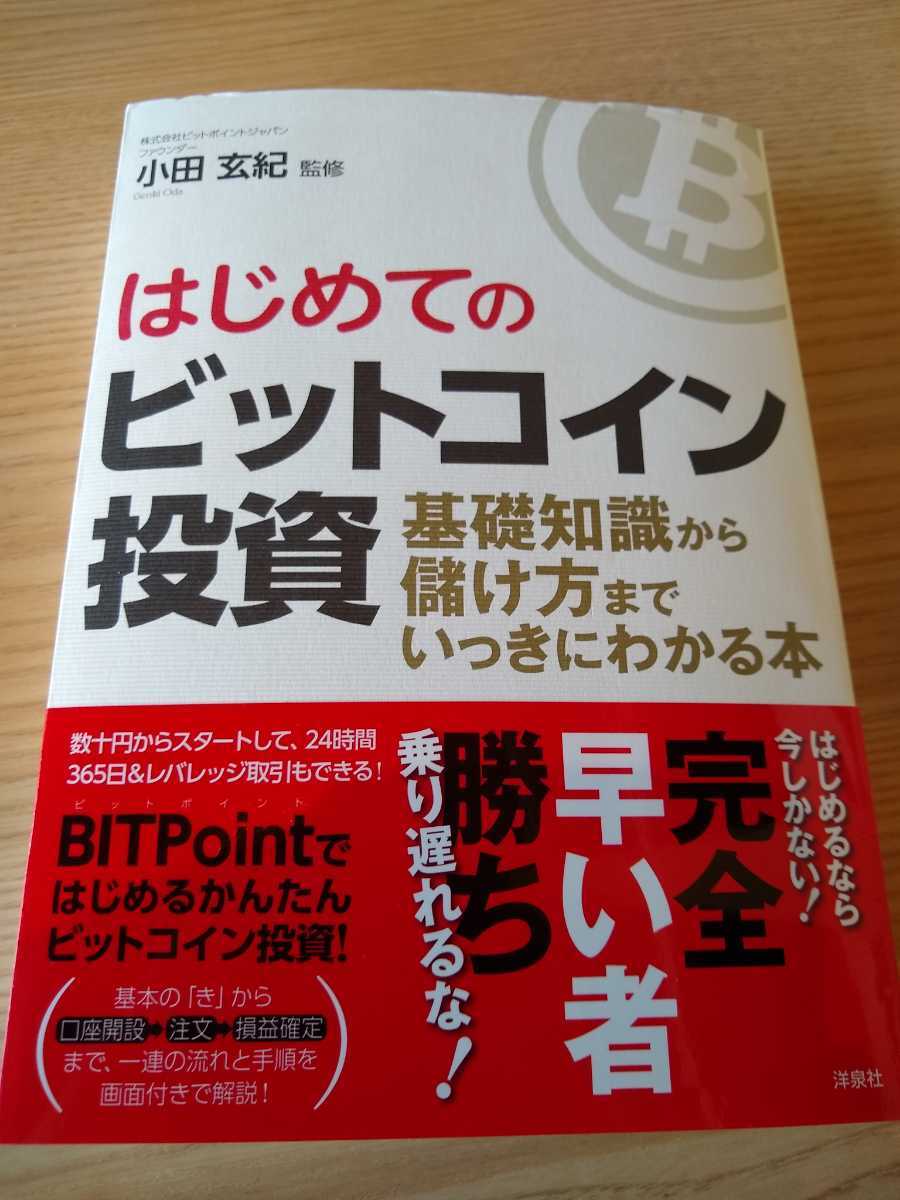 株式会社ビットポイントジャパン
ファウンダー
小田 玄紀 監修
Genki Oda
はじめての
ビットコイン
投資
基礎知識から
儲け方まで
いっきにわかる本
はじめるなら
今しかない!
完全
早い者
勝ち
乗り遅れるな!
数十円からスタートして、24時間
365日&レバレッジ取引もできる!
ビットポイント
BITPointで
はじめるかんたん
ビットコイン投資!
基本の「き」から
口座開設➡注文➡損益確定
まで、一連の流れと手順を
画面付きで解説!
洋泉社